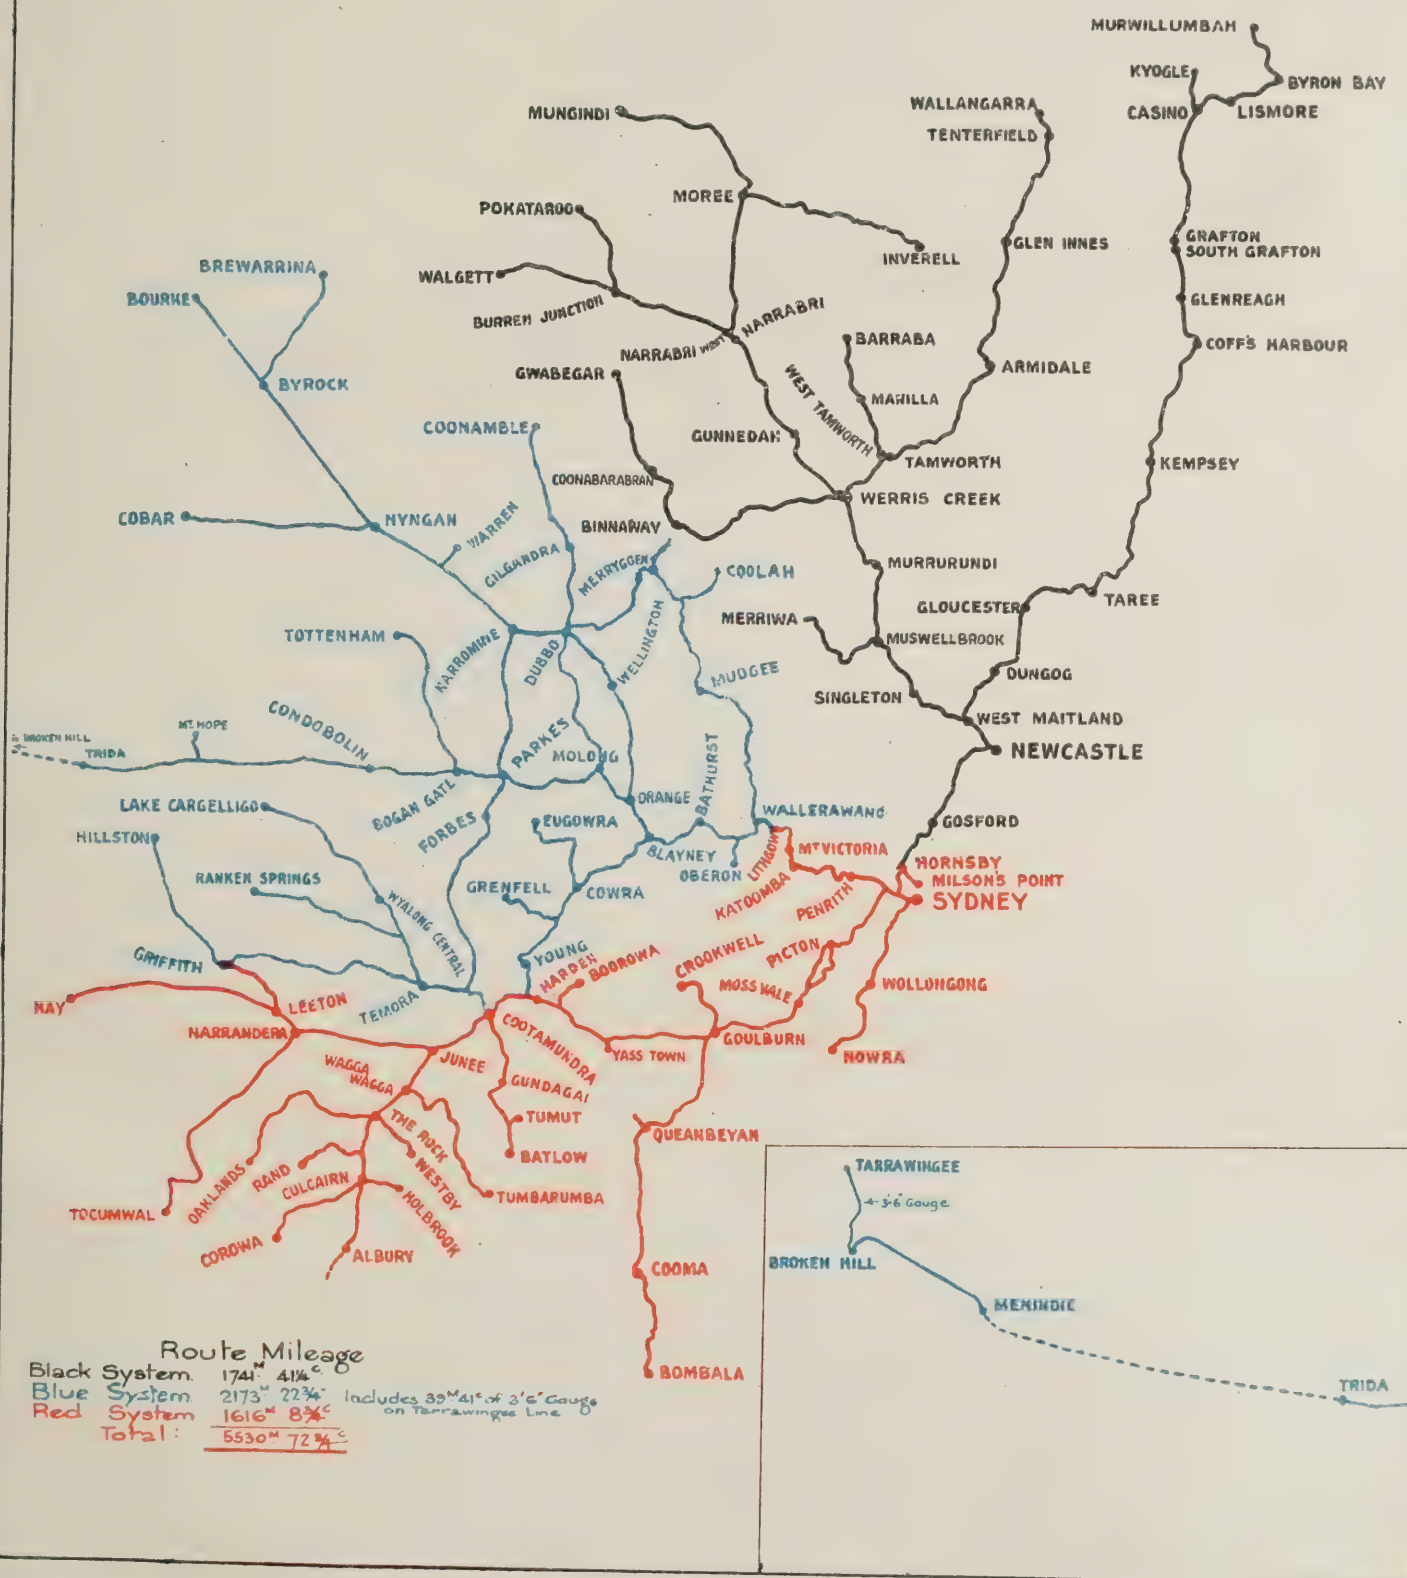 MURWILLUMBAH
KYOGLE
BYRON BAY
CASINO
LISMORE
MUNGINDI
WALLANGARRA
TENTERFIELD
MOREE
POKATAROO
INVERELL
GLEN INNES
GRAFTON
SOUTH GRAFTON
BREWARRINA
WALGETT
BOURKE
BURREN JUNCTION
GLENREAGH
NARRABRI
NARRABRI WEST
BARRABA
COFF'S HARBOUR
GWABEGAR
ARMIDALE
BYROCK
WEST TAMWORTH
MANILLA
COONAMBLE
GUNNEDAH
TAMWORTH
KEMPSEY
COONABARABRAN
WERRIS CREEK
COBAR
NYNGAN
WARREN
BINNAWAY
GILGANDRA
MERRYGOEN
COOLAH
MURRURUNDI
GLOUCESTER
TAREE
MERRIWA
TOTTENHAM
NARROMINE
DUBBO
WELLINGTON
MUSWELLBROOK
MUDGEE
DUNGOG
SINGLETON
CONDOBOLIN
MT HOPE
WEST MAITLAND
TO BROKEN HILL
TRIDA
PARKES
MOLONG
BATHURST
NEWCASTLE
LAKE CARGELLIGO
BOGAN GATE
FORBES
ORANGE
WALLERAWANG
HILLSTON
EUGOWRA
GOSFORD
BLAYNEY
OBERON
LITHGOW
MT VICTORIA
HORNSBY
RANKEN SPRINGS
GRENFELL
COWRA
KATOOMBA
PENRITH
MILSON'S POINT
SYDNEY
WYALONG CENTRAL
GRIFFITH
YOUNG
HARDEN
BOOROWA
CROOKWELL
PICTON
MOSS VALE
WOLLONGONG
HAY
LEETON
TEMORA
NARRANDERA
COOTAMUNDRA
YASS TOWN
GOULBURN
NOWRA
JUNEE
WAGGA
WAGGA
GUNDAGAI
TUMUT
THE ROCK
QUEANBEYAN
BATLOW
WESTBY
OAKLANDS
RAND
CULCAIRN
HOLBROOK
TUMBARUMBA
TOCUMWAL
COROWA
ALBURY
COOMA
BOMBALA
TARRAWINGEE
3'-6" Gauge
BROKEN HILL
MENINDIE
TRIDA
Route Mileage
Black System. 1741M 41¼C
Blue System 2173M 22¾C Includes 39M 41C of 3'6" Gauge
on Tarrawingee Line
Red System 1616M 8¾C
Total: 5530M 72¾C